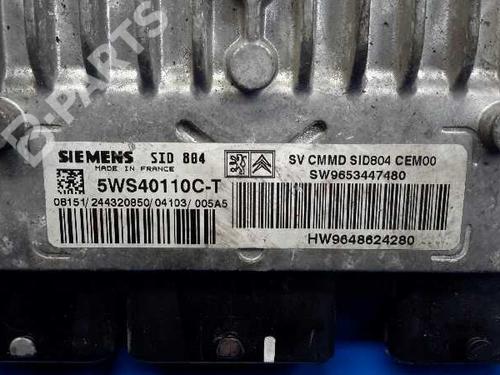 B-PARTS
SIEMENS SID 804
MADE IN FRANCE
5WS40110C-T
08151/244320850/04103/005A5
SV CMMD SID804 CEM00
SW9653447480
HW9648624280